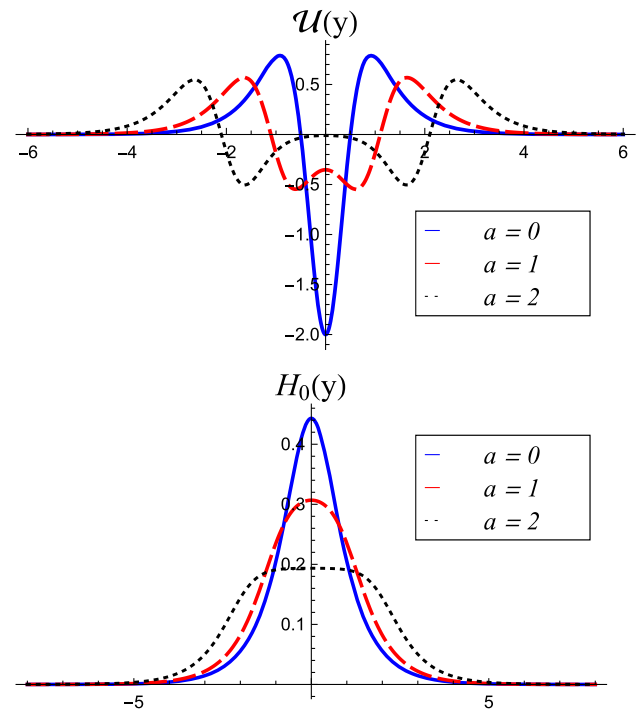 𝒰(y)
0.5
−6 −4 −2 2 4 6
−0.5
−1.0
−1.5
−2.0
a = 0
a = 1
a = 2
H₀(y)
0.4
0.3
0.2
0.1
−5 5
a = 0
a = 1
a = 2